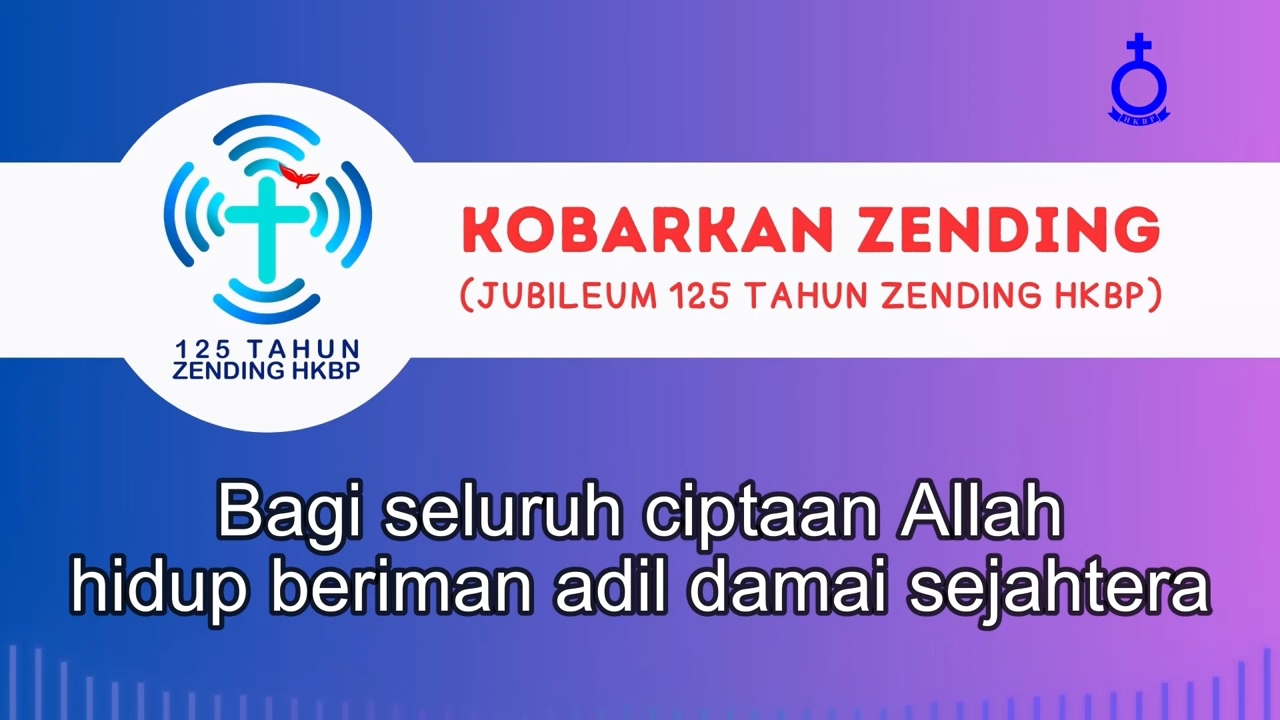 HKBP
KOBARKAN ZENDING
(JUBILEUM 125 TAHUN ZENDING HKBP)
125 TAHUN
ZENDING HKBP
Bagi seluruh ciptaan Allah
hidup beriman adil damai sejahtera